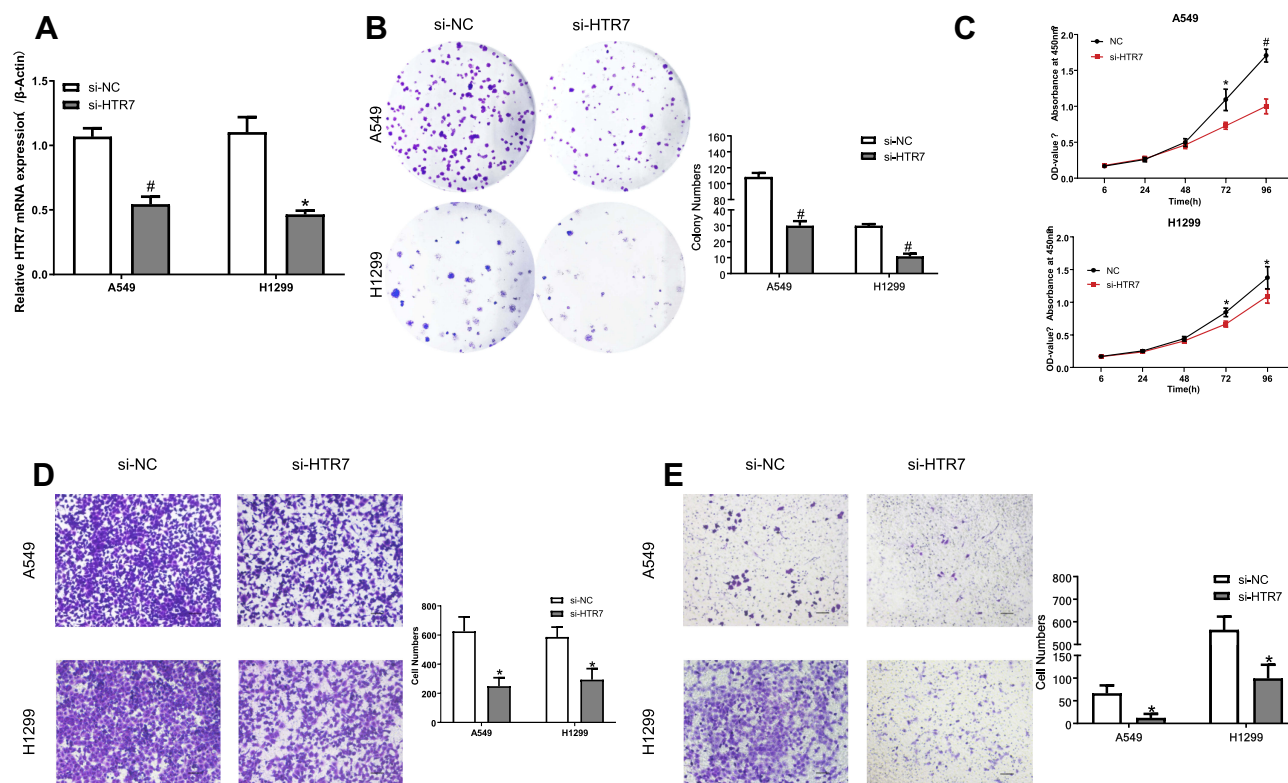 A
Relative HTR7 mRNA expression( /β-Actin)
si-NC
si-HTR7
1.5
1.0
0.5
0.0
#
*
A549
H1299
B
si-NC
si-HTR7
A549
H1299
Colony Numbers
si-NC
si-HTR7
160
140
120
100
80
40
30
20
10
0
#
#
A549
H1299
C
A549
OD-value ? Absorbance at 450nm?
NC
si-HTR7
2.0
1.5
1.0
0.5
0.0
*
#
6 24 48 72 96
Time(h)
H1299
OD-value? Absorbance at 450nm?
NC
si-HTR7
2.0
1.5
1.0
0.5
0.0
*
*
6 24 48 72 96
Time(h)
D
si-NC
si-HTR7
A549
H1299
Cell Numbers
si-NC
si-HTR7
800
600
400
200
0
*
*
A549
H1299
E
si-NC
si-HTR7
A549
H1299
Cell Numbers
si-NC
si-HTR7
800
700
600
500
150
100
50
0
*
*
A549
H1299